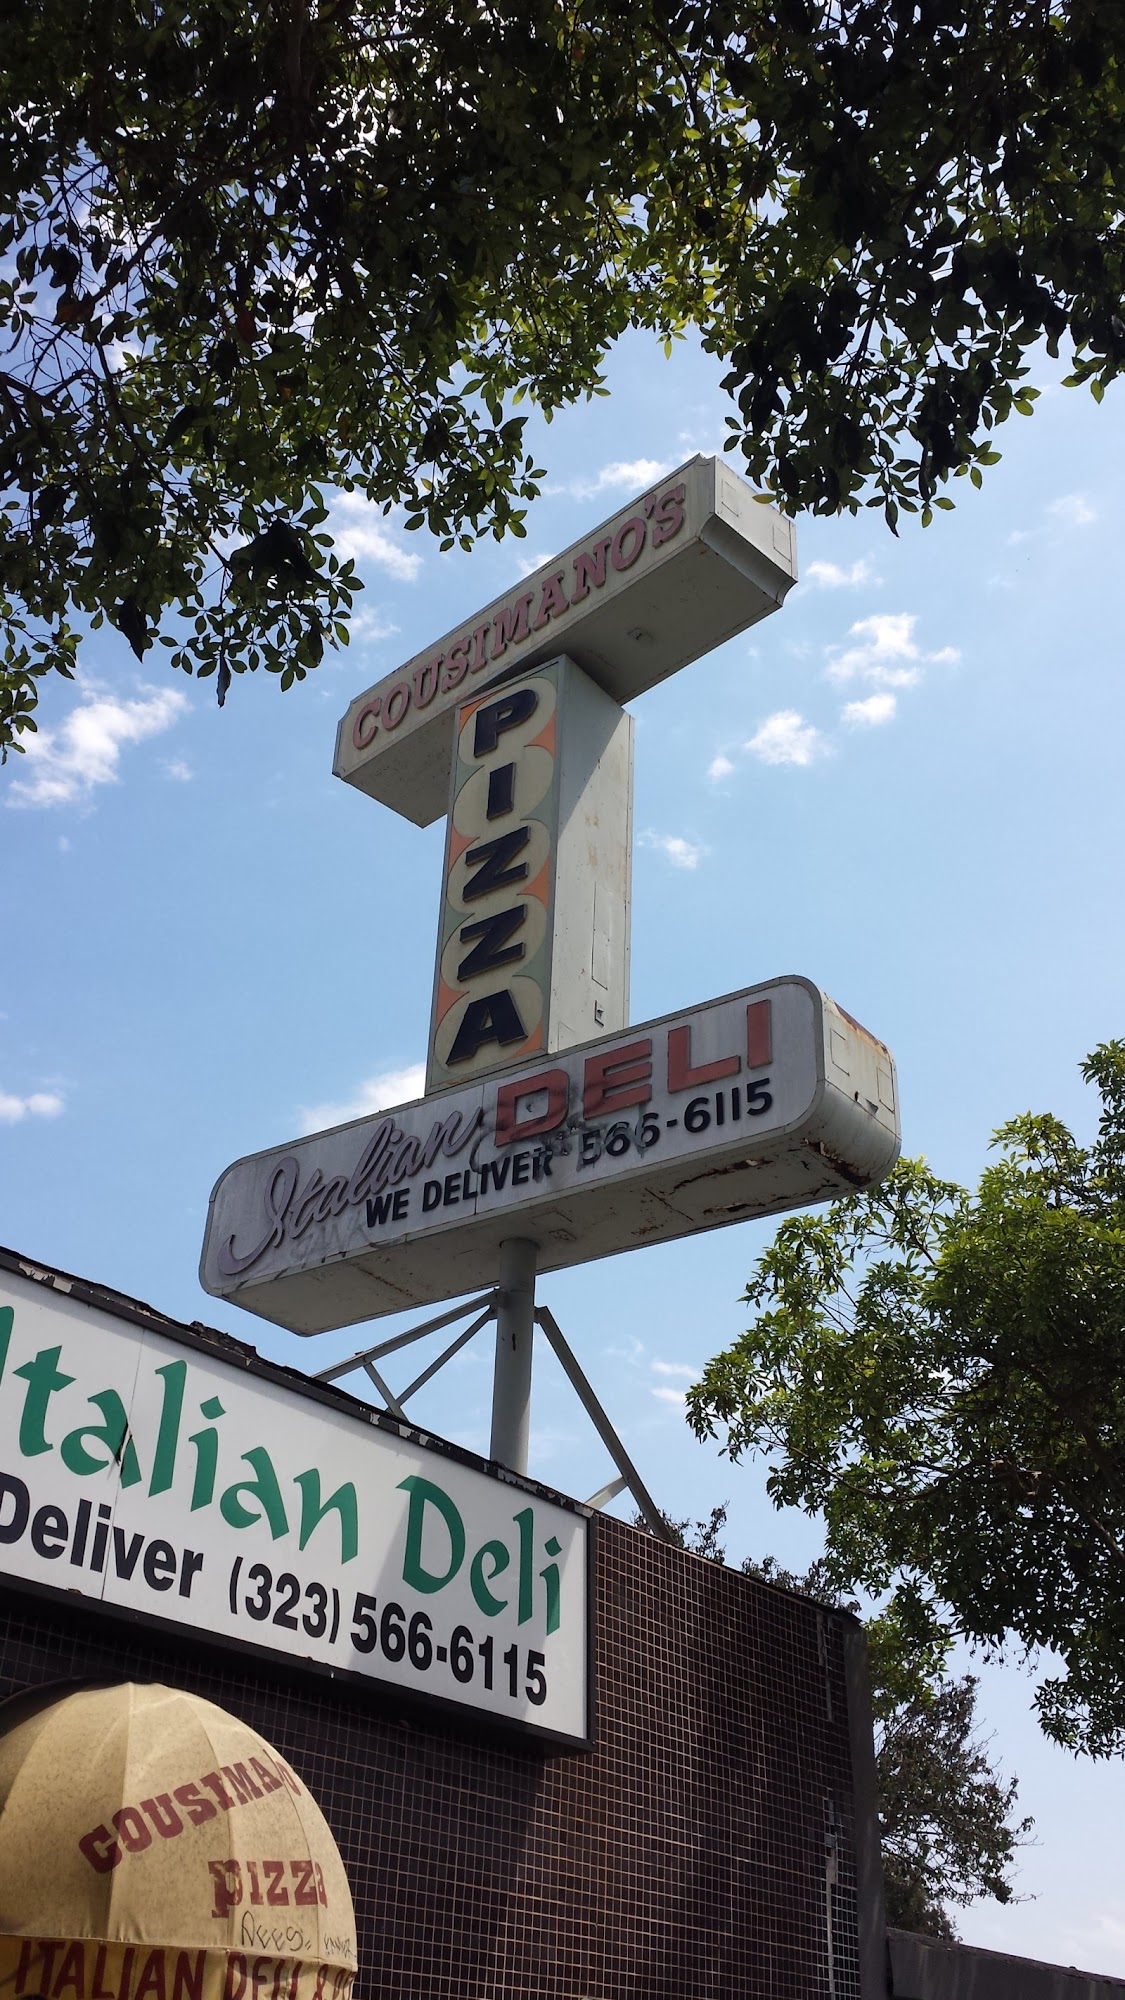 COUSIMANO'S
PIZZA
Italian DELI
WE DELIVER 566-6115
Italian Deli
Deliver (323) 566-6115
COUSIMANO
PIZZA
ITALIAN DELI &